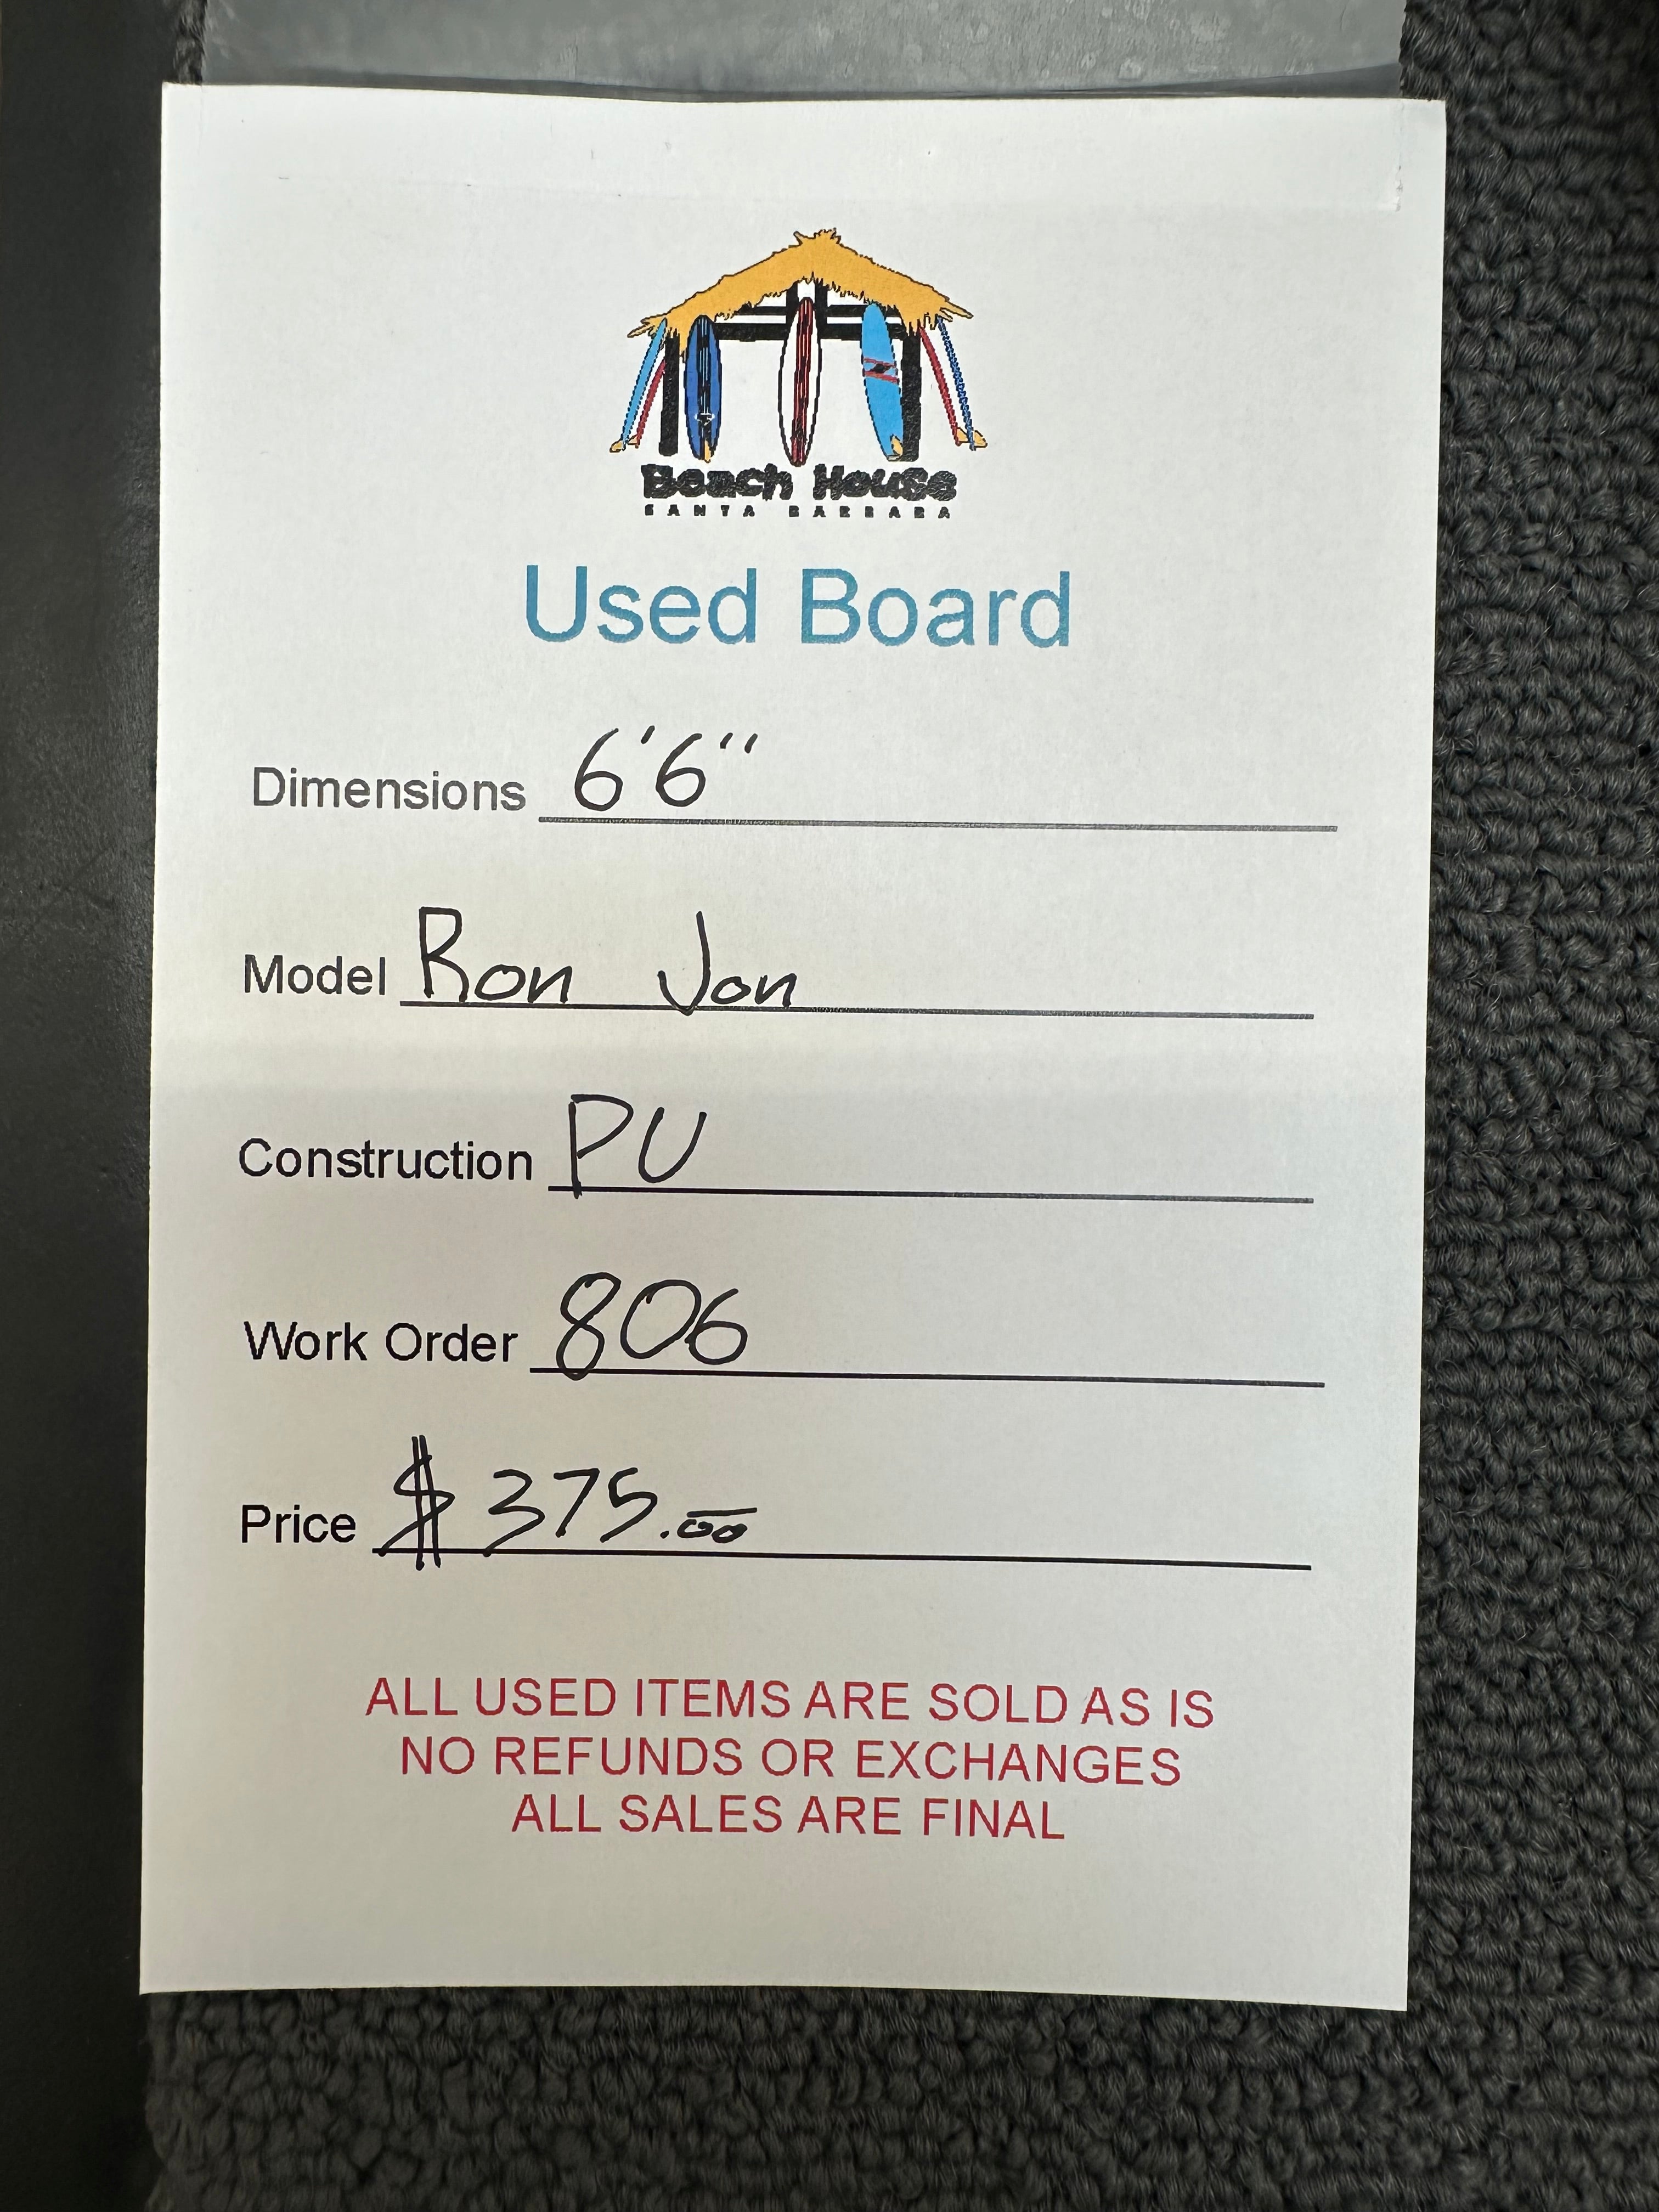 Beach House
SANTA BARBARA
Used Board
Dimensions 6'6"
Model Ron Jon
Construction PU
Work Order 806
Price $ 375.00
ALL USED ITEMS ARE SOLD AS IS
NO REFUNDS OR EXCHANGES
ALL SALES ARE FINAL